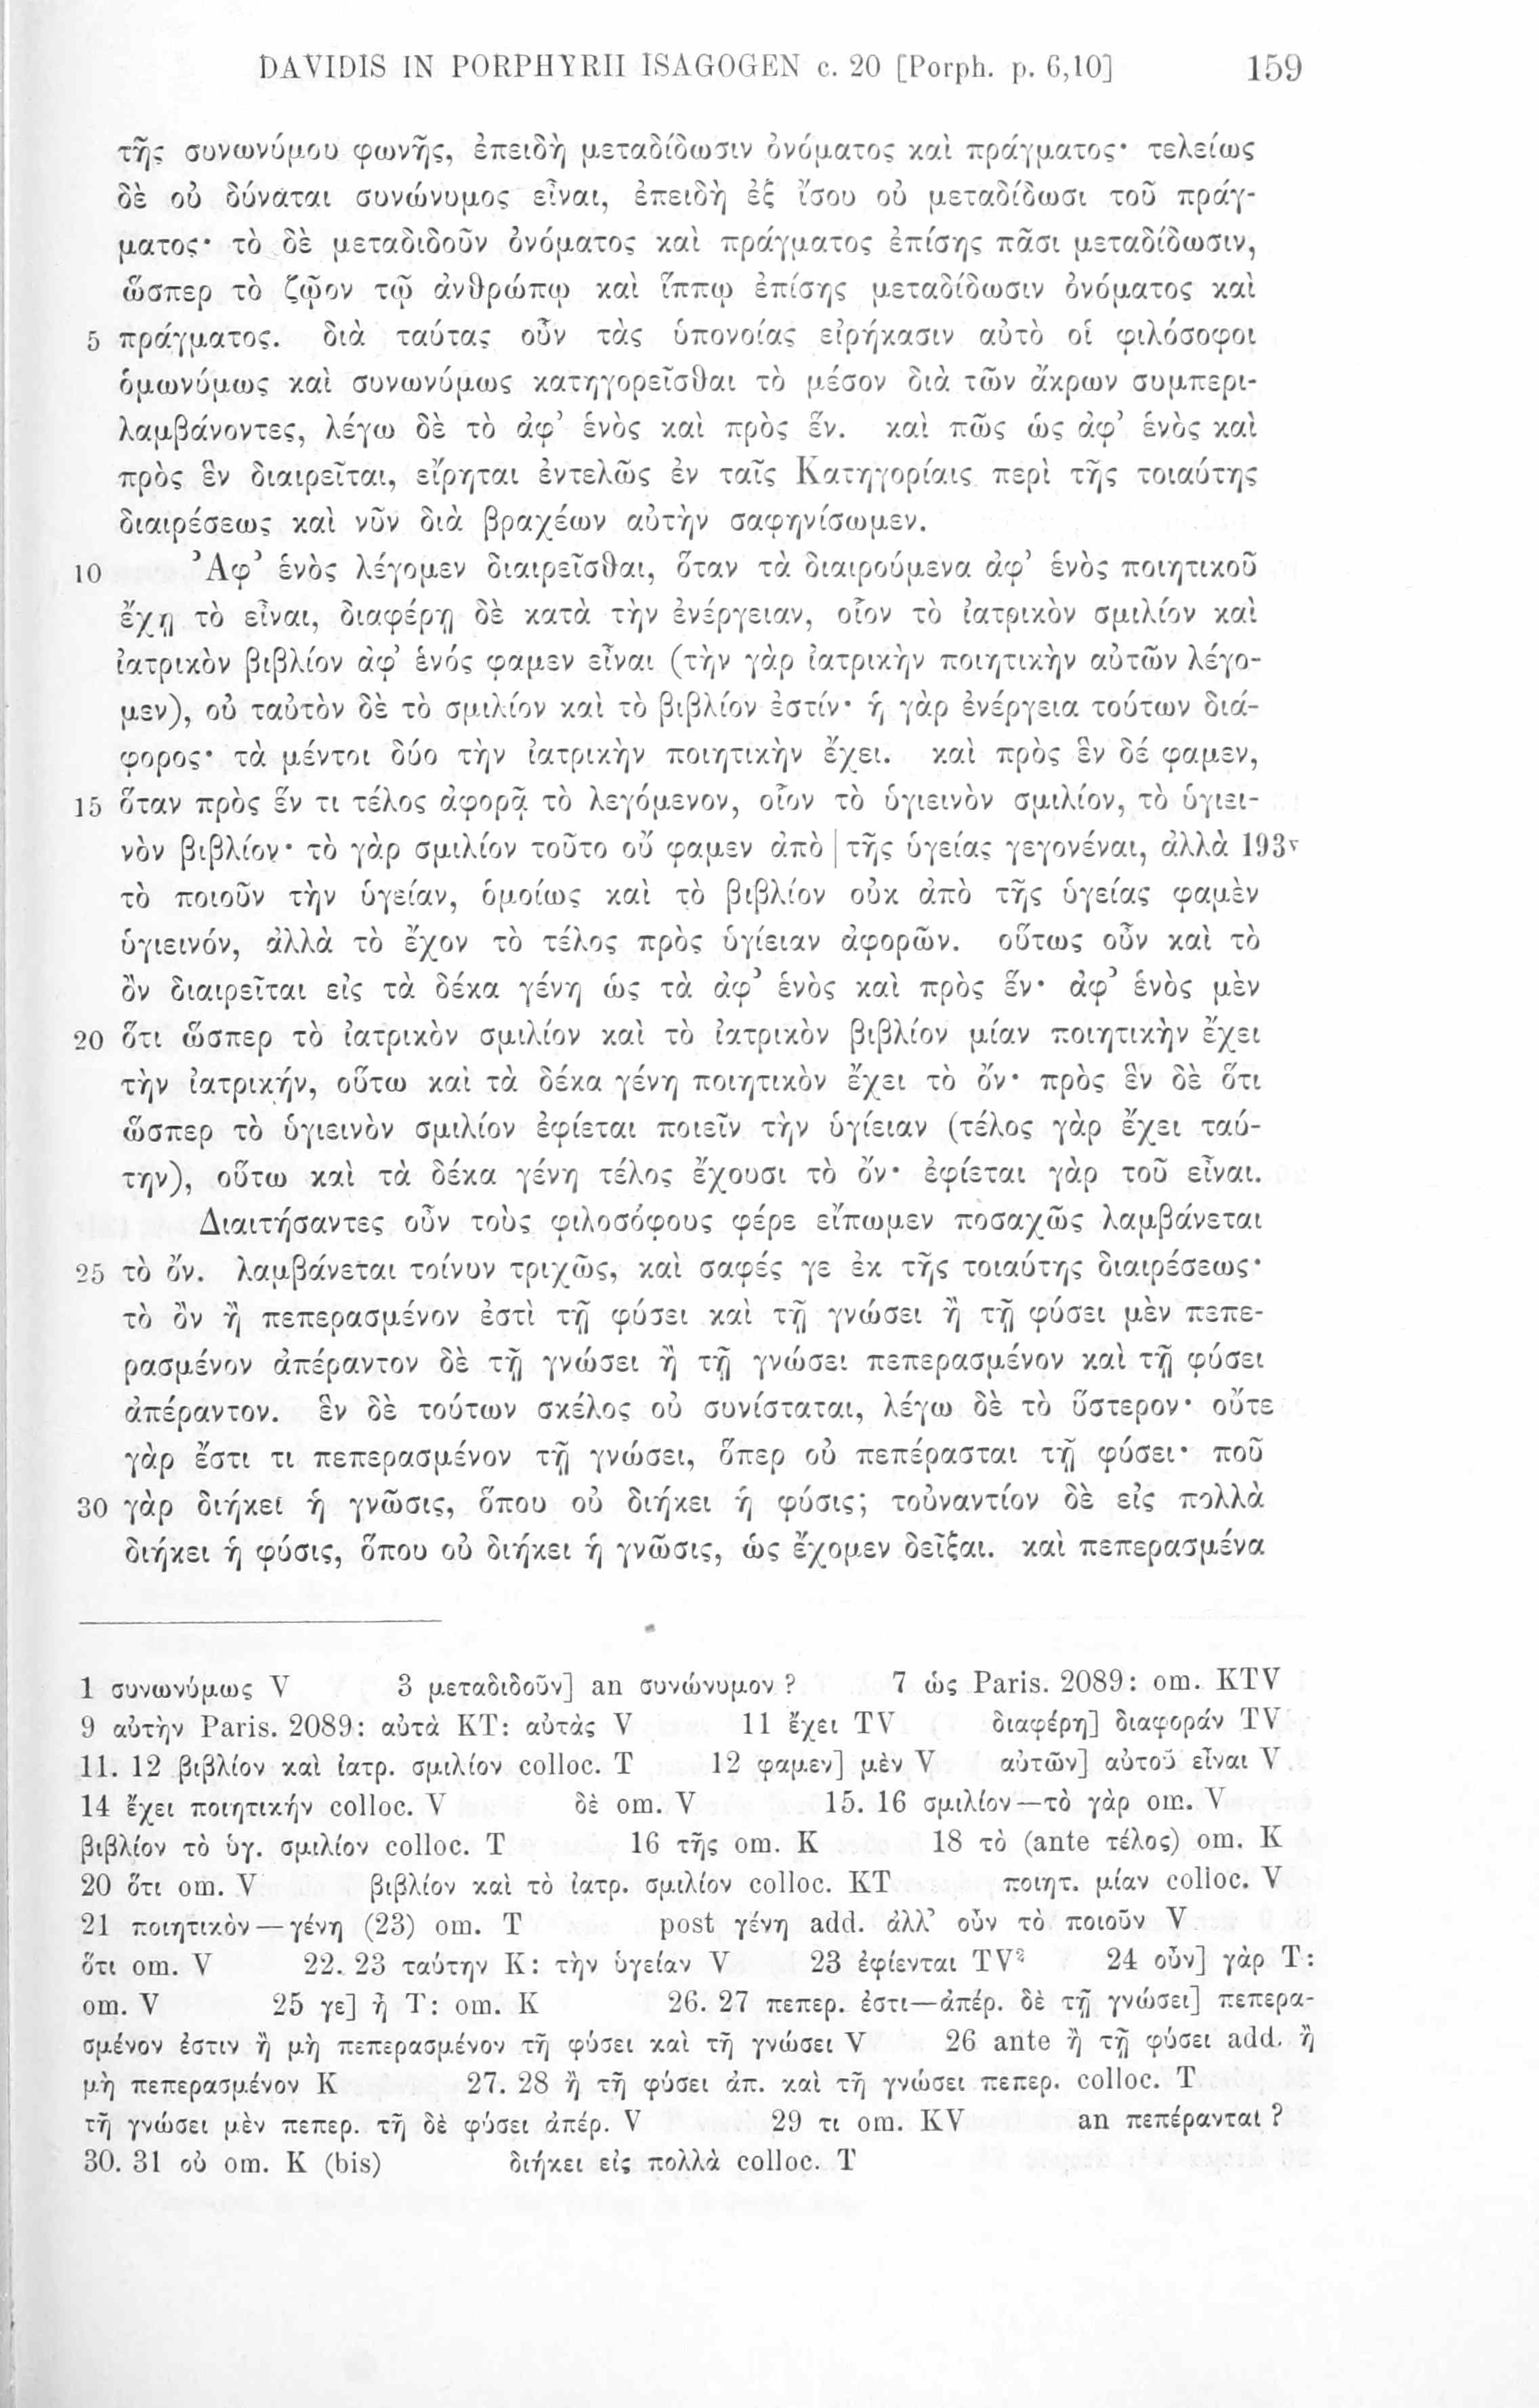 DAVIDIS IN PORPHYRII ISAGOGEN c. 20 [Porph. p. 6,10] 159
τῆς συνωνύμου φωνῆς, ἐπειδὴ μεταδίδωσιν ὀνόματος καὶ πράγματος· τελείως
δὲ οὐ δύναται συνώνυμος εἶναι, ἐπειδὴ ἐξ ἴσου οὐ μεταδίδωσι τοῦ πράγ-
ματος· τὸ δὲ μεταδιδοῦν ὀνόματος καὶ πράγματος ἐπίσης πᾶσι μεταδίδωσιν,
ὥσπερ τὸ ζῷον τῷ ἀνθρώπῳ καὶ ἵππῳ ἐπίσης μεταδίδωσιν ὀνόματος καὶ
5 πράγματος. διὰ ταύτας οὖν τὰς ὑπονοίας εἰρήκασιν αὐτὸ οἱ φιλόσοφοι
ὁμωνύμως καὶ συνωνύμως κατηγορεῖσθαι τὸ μέσον διὰ τῶν ἄκρων συμπερι-
λαμβάνοντες, λέγω δὲ τὸ ἀφ’ ἑνὸς καὶ πρὸς ἕν. καὶ πῶς ὡς ἀφ’ ἑνὸς καὶ
πρὸς ἓν διαιρεῖται, εἴρηται ἐντελῶς ἐν ταῖς Κατηγορίαις περὶ τῆς τοιαύτης
διαιρέσεως καὶ νῦν διὰ βραχέων αὐτὴν σαφηνίσωμεν.
10 Ἀφ’ ἑνὸς λέγομεν διαιρεῖσθαι, ὅταν τὰ διαιρούμενα ἀφ’ ἑνὸς ποιητικοῦ
ἔχῃ τὸ εἶναι, διαφέρῃ δὲ κατὰ τὴν ἐνέργειαν, οἷον τὸ ἰατρικὸν σμιλίον καὶ
ἰατρικὸν βιβλίον ἀφ’ ἑνός φαμεν εἶναι (τὴν γὰρ ἰατρικὴν ποιητικὴν αὐτῶν λέγο-
μεν), οὐ ταὐτὸν δὲ τὸ σμιλίον καὶ τὸ βιβλίον ἐστίν· ἡ γὰρ ἐνέργεια τούτων διά-
φορος· τὰ μέντοι δύο τὴν ἰατρικὴν ποιητικὴν ἔχει. καὶ πρὸς ἓν δέ φαμεν,
15 ὅταν πρὸς ἕν τι τέλος ἀφορᾷ τὸ λεγόμενον, οἷον τὸ ὑγιεινὸν σμιλίον, τὸ ὑγιει-
νὸν βιβλίον· τὸ γὰρ σμιλίον τοῦτο οὔ φαμεν ἀπὸ | τῆς ὑγείας γεγονέναι, ἀλλὰ 193v
τὸ ποιοῦν τὴν ὑγείαν, ὁμοίως καὶ τὸ βιβλίον οὐκ ἀπὸ τῆς ὑγείας φαμὲν
ὑγιεινόν, ἀλλὰ τὸ ἔχον τὸ τέλος πρὸς ὑγίειαν ἀφορῶν. οὕτως οὖν καὶ τὸ
ὂν διαιρεῖται εἰς τὰ δέκα γένη ὡς τὰ ἀφ’ ἑνὸς καὶ πρὸς ἕν· ἀφ’ ἑνὸς μὲν
20 ὅτι ὥσπερ τὸ ἰατρικὸν σμιλίον καὶ τὸ ἰατρικὸν βιβλίον μίαν ποιητικὴν ἔχει
τὴν ἰατρικήν, οὕτω καὶ τὰ δέκα γένη ποιητικὸν ἔχει τὸ ὄν· πρὸς ἓν δὲ ὅτι
ὥσπερ τὸ ὑγιεινὸν σμιλίον ἐφίεται ποιεῖν τὴν ὑγίειαν (τέλος γὰρ ἔχει ταύ-
την), οὕτω καὶ τὰ δέκα γένη τέλος ἔχουσι τὸ ὄν· ἐφίεται γὰρ τοῦ εἶναι.
Διαιτήσαντες οὖν τοὺς φιλοσόφους φέρε εἴπωμεν ποσαχῶς λαμβάνεται
25 τὸ ὄν. λαμβάνεται τοίνυν τριχῶς, καὶ σαφές γε ἐκ τῆς τοιαύτης διαιρέσεως·
τὸ ὂν ἢ πεπερασμένον ἐστὶ τῇ φύσει καὶ τῇ γνώσει ἢ τῇ φύσει μὲν πεπε-
ρασμένον ἀπέραντον δὲ τῇ γνώσει ἢ τῇ γνώσει πεπερασμένον καὶ τῇ φύσει
ἀπέραντον. ἓν δὲ τούτων σκέλος οὐ συνίσταται, λέγω δὲ τὸ ὕστερον· οὔτε
γὰρ ἔστι τι πεπερασμένον τῇ γνώσει, ὅπερ οὐ πεπέρασται τῇ φύσει· ποῦ
30 γὰρ διήκει ἡ γνῶσις, ὅπου οὐ διήκει ἡ φύσις; τοὐναντίον δὲ εἰς πολλὰ
διήκει ἡ φύσις, ὅπου οὐ διήκει ἡ γνῶσις, ὡς ἔχομεν δεῖξαι. καὶ πεπερασμένα
1 συνωνύμως V 3 μεταδιδοῦν] an συνώνυμον ? 7 ὡς Paris. 2089: om. KTV
9 αὐτὴν Paris. 2089: αὐτὰ KT: αὐτὰς V 11 ἔχει TV διαφέρῃ] διαφοράν TV
11. 12 βιβλίον καὶ ἰατρ. σμιλίον colloc. T 12 φαμεν] μὲν V αὐτῶν] αὐτοῦ εἶναι V
14 ἔχει ποιητικήν colloc. V δὲ om. V 15. 16 σμιλίον—τὸ γὰρ om. V
βιβλίον τὸ ὑγ. σμιλίον colloc. T 16 τῆς om. K 18 τὸ (ante τέλος) om. K
20 ὅτι om. V βιβλίον καὶ τὸ ἰατρ. σμιλίον colloc. KT ποιητ. μίαν colloc. V
21 ποιητικὸν—γένη (23) om. T post γένη add. ἀλλ’ οὖν τὸ ποιοῦν V
ὅτι om. V 22. 23 ταύτην K: τὴν ὑγείαν V 23 ἐφίενται TV² 24 οὖν] γὰρ T:
om. V 25 γε] ἡ T: om. K 26. 27 πεπερ. ἐστι—ἀπέρ. δὲ τῇ γνώσει] πεπερα-
σμένον ἐστιν ἢ μὴ πεπερασμένον τῇ φύσει καὶ τῇ γνώσει V 26 ante ἢ τῇ φύσει add. ἢ
μὴ πεπερασμένον K 27. 28 ἢ τῇ φύσει ἀπ. καὶ τῇ γνώσει πεπερ. colloc. T
τῇ γνώσει μὲν πεπερ. τῇ δὲ φύσει ἀπέρ. V 29 τι om. KV an πεπέρανται ?
30. 31 οὐ om. K (bis) διήκει εἰς πολλὰ colloc. T